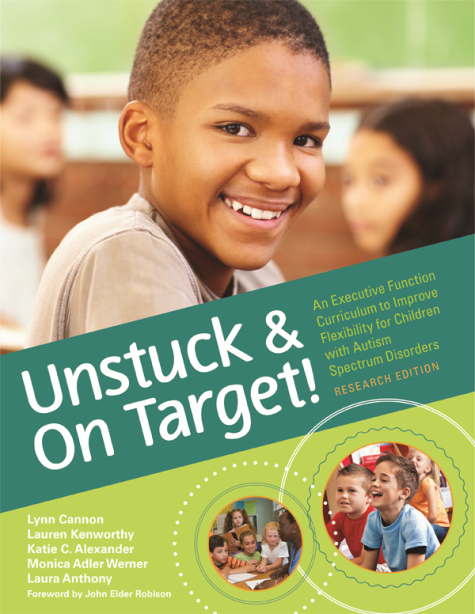 Unstuck &
On Target!
An Executive Function
Curriculum to Improve
Flexibility for Children
with Autism
Spectrum Disorders
RESEARCH EDITION
Lynn Cannon
Lauren Kenworthy
Katie C. Alexander
Monica Adler Werner
Laura Anthony
Foreword by John Elder Robison